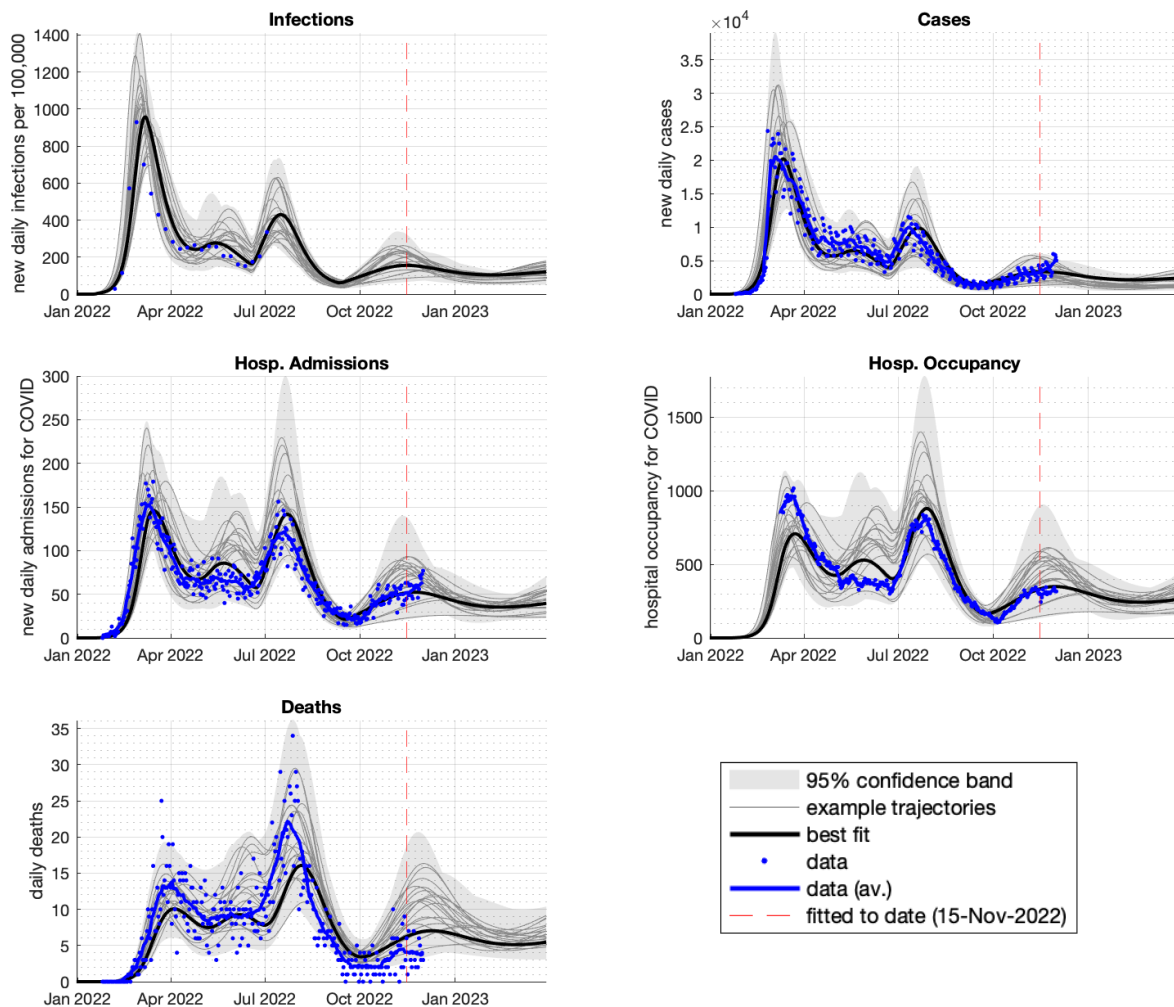 Infections
new daily infections per 100,000
1400
1200
1000
800
600
400
200
0
Jan 2022 Apr 2022 Jul 2022 Oct 2022 Jan 2023
Cases
×10⁴
new daily cases
3.5
3
2.5
2
1.5
1
0.5
0
Jan 2022 Apr 2022 Jul 2022 Oct 2022 Jan 2023
Hosp. Admissions
new daily admissions for COVID
300
250
200
150
100
50
0
Jan 2022 Apr 2022 Jul 2022 Oct 2022 Jan 2023
Hosp. Occupancy
hospital occupancy for COVID
1500
1000
500
0
Jan 2022 Apr 2022 Jul 2022 Oct 2022 Jan 2023
Deaths
daily deaths
35
30
25
20
15
10
5
0
Jan 2022 Apr 2022 Jul 2022 Oct 2022 Jan 2023
95% confidence band
example trajectories
best fit
data
data (av.)
fitted to date (15-Nov-2022)